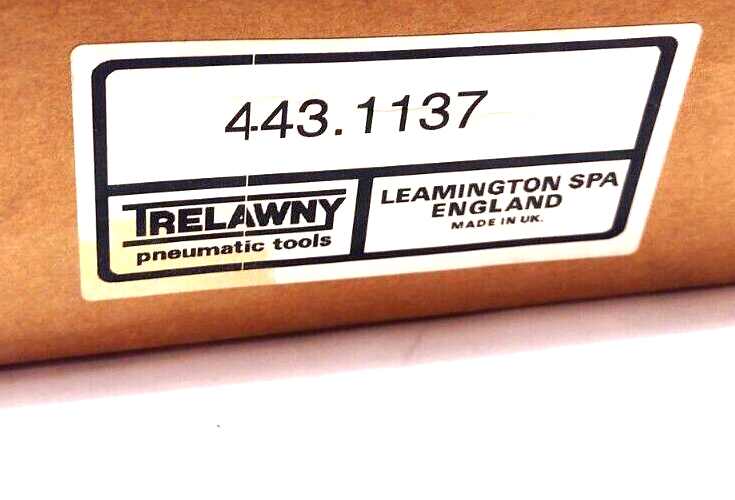 443.1137
TRELAWNY
pneumatic tools
LEAMINGTON SPA
ENGLAND
MADE IN UK.